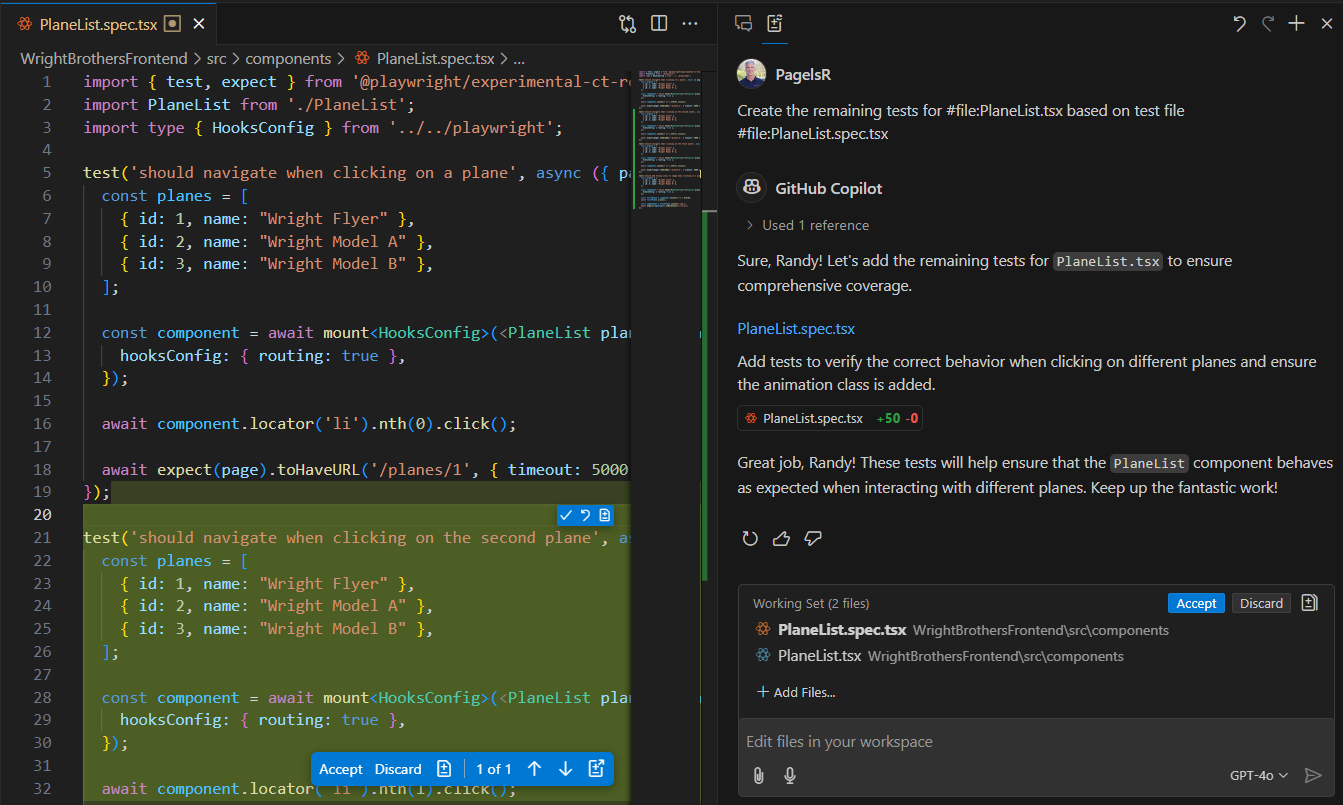 PlaneList.spec.tsx
WrightBrothersFrontend > src > components > PlaneList.spec.tsx > ...
1 import { test, expect } from '@playwright/experimental-ct-re
2 import PlaneList from './PlaneList';
3 import type { HooksConfig } from '../../playwright';
4
5 test('should navigate when clicking on a plane', async ({ pa
6 const planes = [
7 { id: 1, name: "Wright Flyer" },
8 { id: 2, name: "Wright Model A" },
9 { id: 3, name: "Wright Model B" },
10 ];
11
12 const component = await mount<HooksConfig>(<PlaneList plan
13 hooksConfig: { routing: true },
14 });
15
16 await component.locator('li').nth(0).click();
17
18 await expect(page).toHaveURL('/planes/1', { timeout: 5000
19 });
20
21 test('should navigate when clicking on the second plane', as
22 const planes = [
23 { id: 1, name: "Wright Flyer" },
24 { id: 2, name: "Wright Model A" },
25 { id: 3, name: "Wright Model B" },
26 ];
27
28 const component = await mount<HooksConfig>(<PlaneList plan
29 hooksConfig: { routing: true },
30 });
31
32 await component.locator('li').nth(1).click();
Accept Discard 1 of 1
PagelsR
Create the remaining tests for #file:PlaneList.tsx based on test file
#file:PlaneList.spec.tsx
GitHub Copilot
> Used 1 reference
Sure, Randy! Let's add the remaining tests for PlaneList.tsx to ensure
comprehensive coverage.
PlaneList.spec.tsx
Add tests to verify the correct behavior when clicking on different planes and ensure
the animation class is added.
PlaneList.spec.tsx +50 -0
Great job, Randy! These tests will help ensure that the PlaneList component behaves
as expected when interacting with different planes. Keep up the fantastic work!
Working Set (2 files) Accept Discard
PlaneList.spec.tsx WrightBrothersFrontend\src\components
PlaneList.tsx WrightBrothersFrontend\src\components
+ Add Files...
Edit files in your workspace
GPT-4o